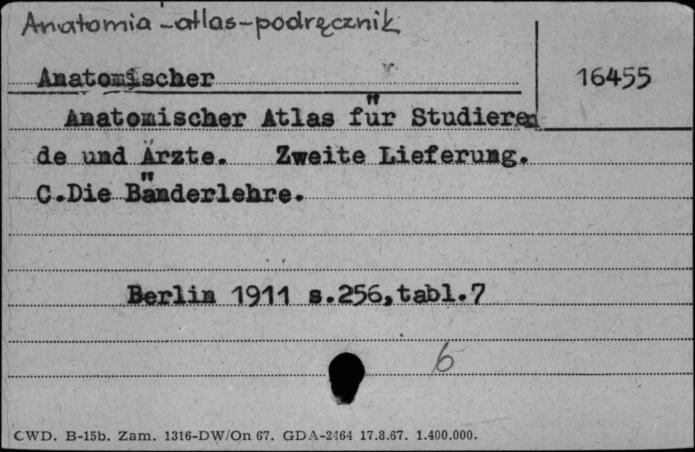 Anatomia-atlas-podręcznik
Anatomischer
16455
Anatomischer Atlas für Studieren
de und Ärzte. Zweite Lieferung.
C.Die Bänderlehre.
Berlin 1911 s.256,tabl.7
6
CWD. B-15b. Zam. 1316-DW/On 67. GDA-2464 17.8.67. 1.400.000.